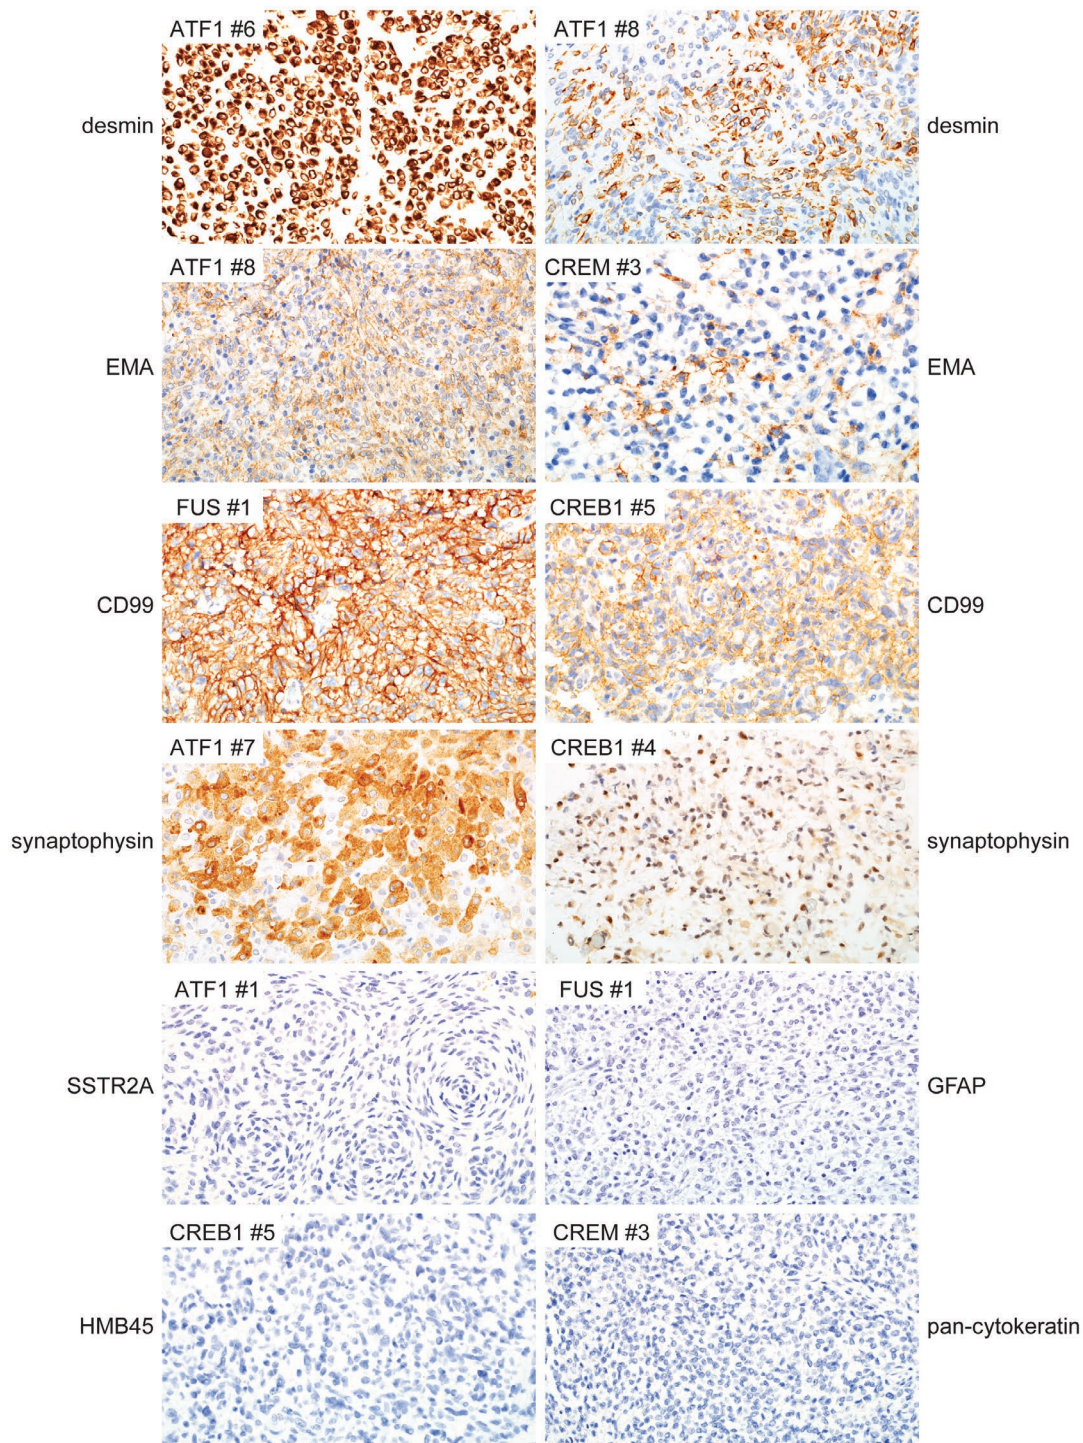 ATF1 #6
ATF1 #8
desmin
desmin
ATF1 #8
CREM #3
EMA
EMA
FUS #1
CREB1 #5
CD99
CD99
ATF1 #7
CREB1 #4
synaptophysin
synaptophysin
ATF1 #1
FUS #1
SSTR2A
GFAP
CREB1 #5
CREM #3
HMB45
pan-cytokeratin